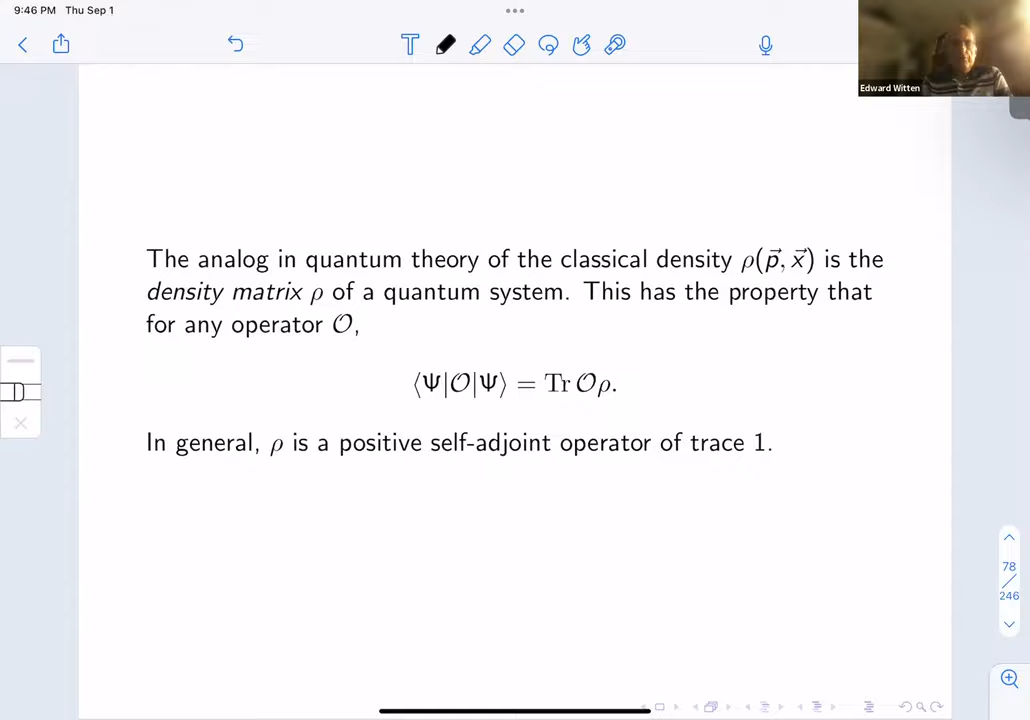 9:46 PM Thu Sep 1
Edward Witten
The analog in quantum theory of the classical density ρ(p⃗, x⃗) is the
density matrix ρ of a quantum system. This has the property that
for any operator 𝒪,
⟨Ψ|𝒪|Ψ⟩ = Tr 𝒪ρ.
In general, ρ is a positive self-adjoint operator of trace 1.
78
/
246